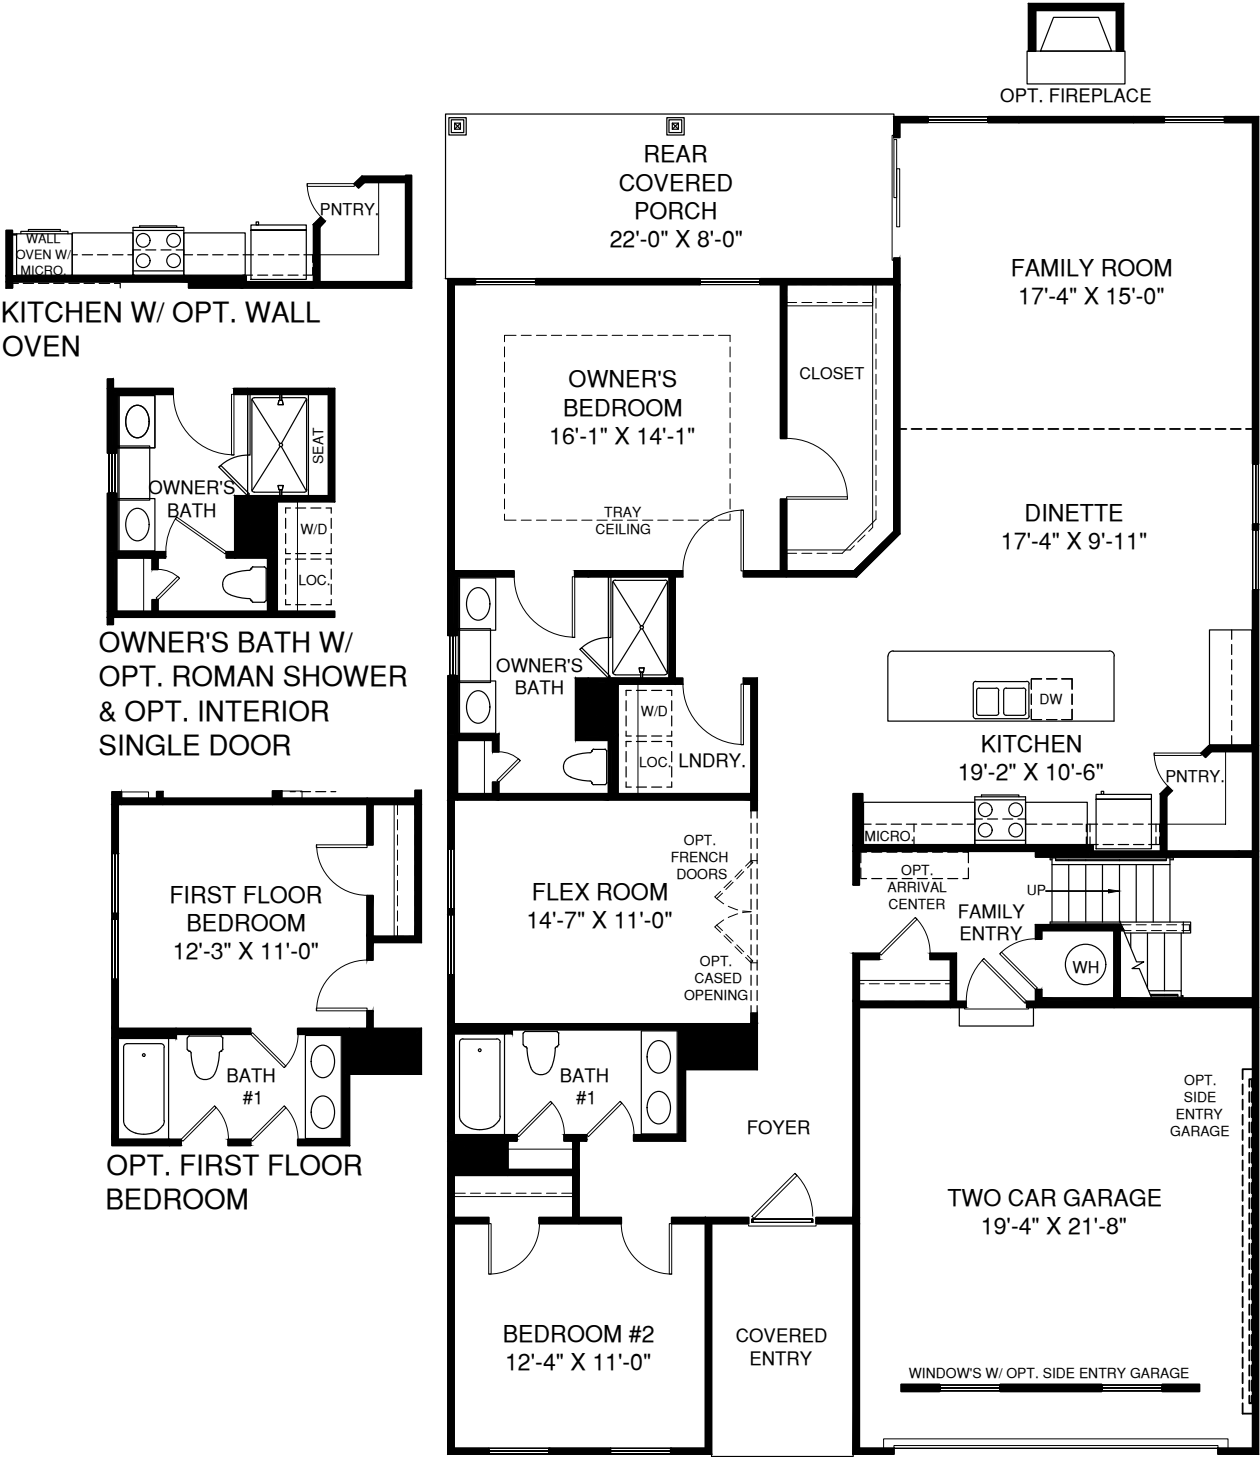 OPT. FIREPLACE
REAR
COVERED
PORCH
22'-0" X 8'-0"
FAMILY ROOM
17'-4" X 15'-0"
PNTRY.
WALL
OVEN W/
MICRO.
KITCHEN W/ OPT. WALL
OVEN
OWNER'S
BEDROOM
16'-1" X 14'-1"
TRAY
CEILING
CLOSET
DINETTE
17'-4" X 9'-11"
SEAT
OWNER'S
BATH
W/D
LOC.
OWNER'S BATH W/
OPT. ROMAN SHOWER
& OPT. INTERIOR
SINGLE DOOR
OWNER'S
BATH
W/D
LOC.
LNDRY.
DW
KITCHEN
19'-2" X 10'-6"
PNTRY.
MICRO.
FIRST FLOOR
BEDROOM
12'-3" X 11'-0"
BATH
#1
OPT. FIRST FLOOR
BEDROOM
OPT.
FRENCH
DOORS
FLEX ROOM
14'-7" X 11'-0"
OPT.
CASED
OPENING
OPT.
ARRIVAL
CENTER
FAMILY
ENTRY
UP
WH
BATH
#1
FOYER
OPT.
SIDE
ENTRY
GARAGE
TWO CAR GARAGE
19'-4" X 21'-8"
BEDROOM #2
12'-4" X 11'-0"
COVERED
ENTRY
WINDOW'S W/ OPT. SIDE ENTRY GARAGE